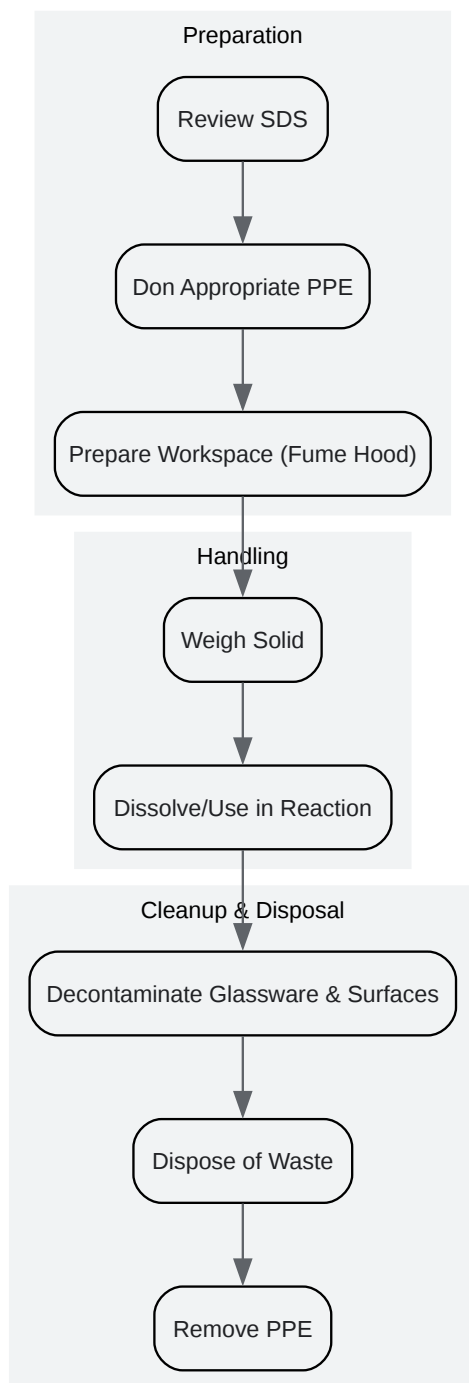 Preparation
Review SDS
Don Appropriate PPE
Prepare Workspace (Fume Hood)
Handling
Weigh Solid
Dissolve/Use in Reaction
Cleanup & Disposal
Decontaminate Glassware & Surfaces
Dispose of Waste
Remove PPE